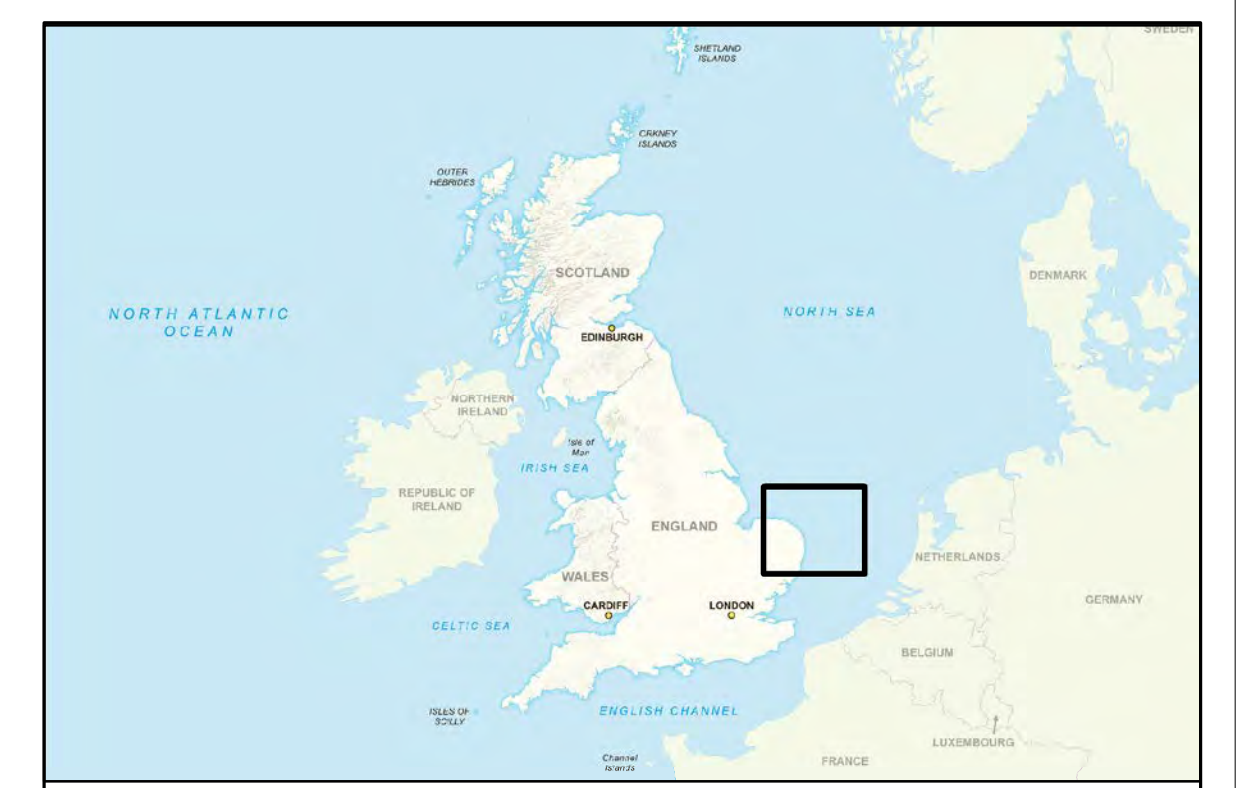 SWEDEN
SHETLAND
ISLANDS
ORKNEY
ISLANDS
OUTER
HEBRIDES
SCOTLAND
DENMARK
NORTH ATLANTIC
OCEAN
NORTH SEA
EDINBURGH
NORTHERN
IRELAND
Isle of
Man
IRISH SEA
REPUBLIC OF
IRELAND
ENGLAND
NETHERLANDS
WALES
CARDIFF
LONDON
GERMANY
CELTIC SEA
BELGIUM
ISLES OF
SCILLY
ENGLISH CHANNEL
LUXEMBOURG
Channel
Islands
FRANCE